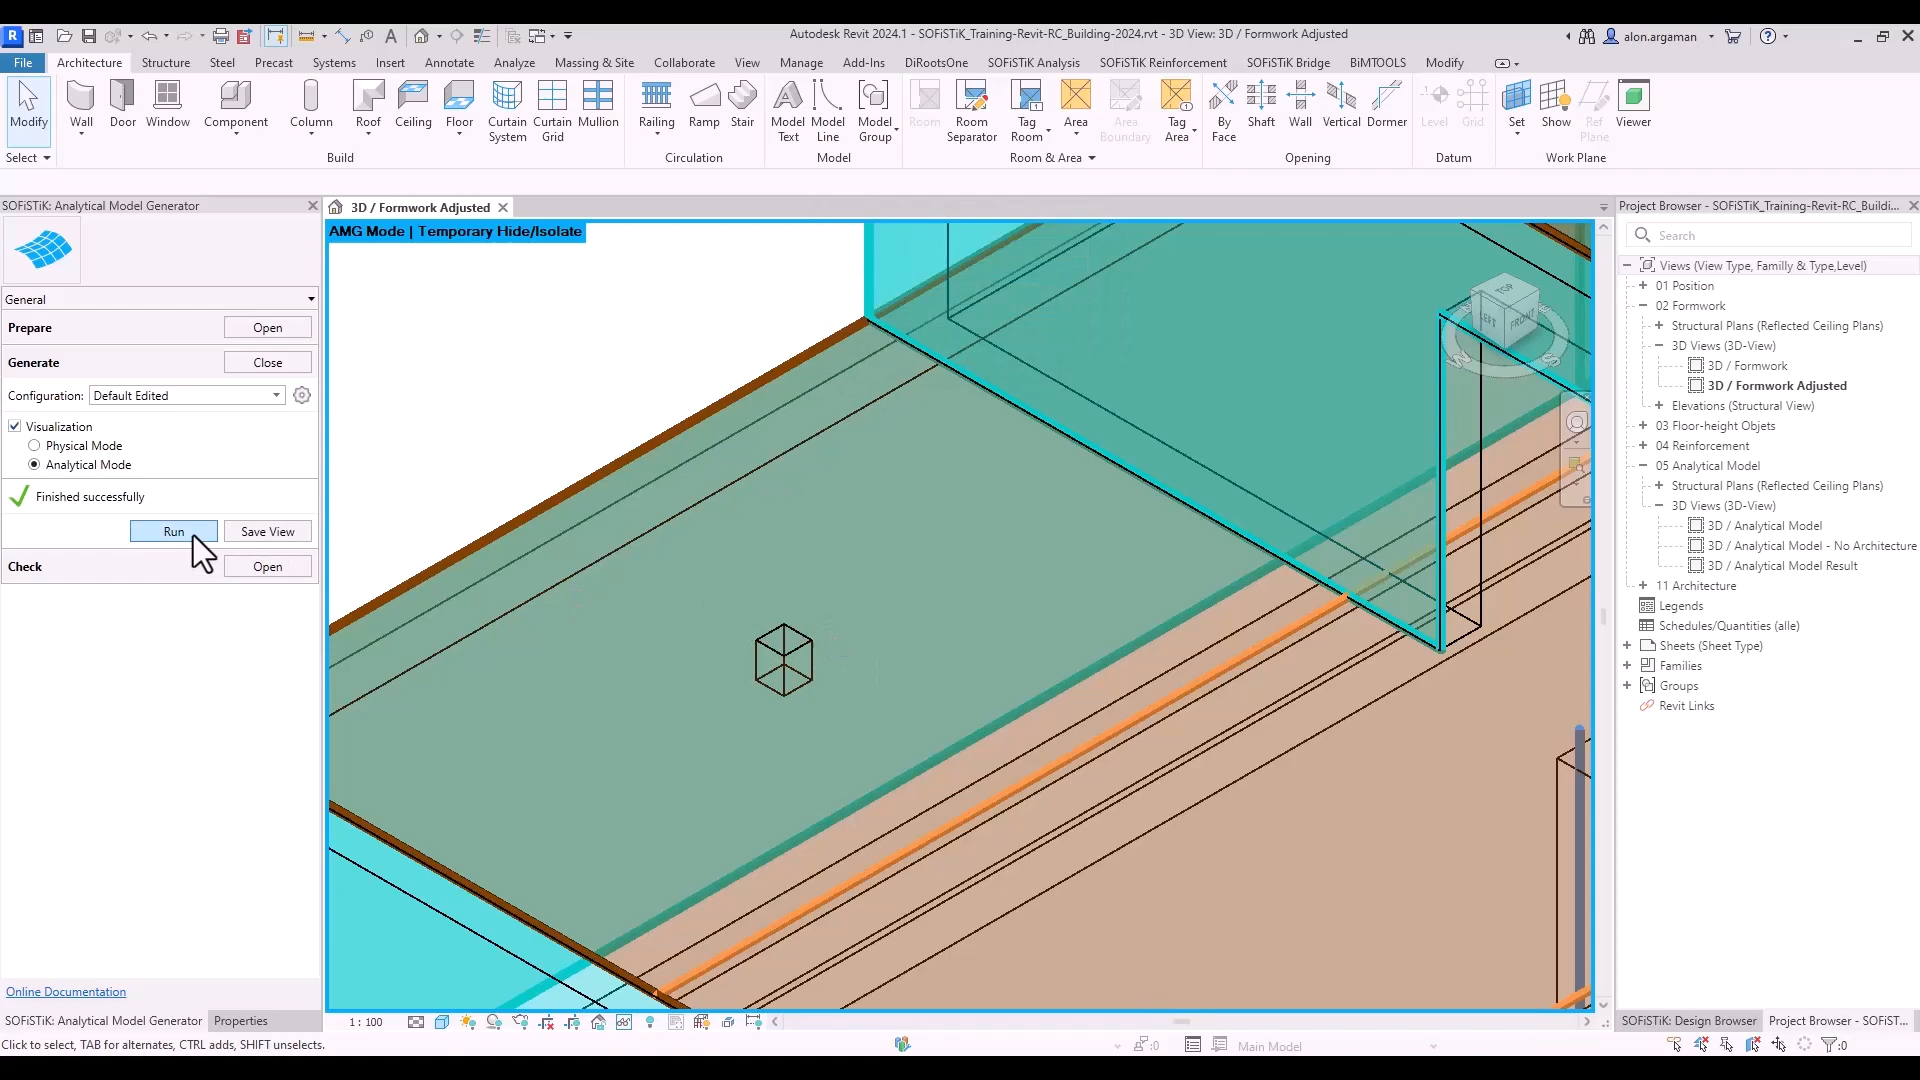 Autodesk Revit 2024.1 - SOFiSTiK_Training-Revit-RC_Building-2024.rvt - 3D View: 3D / Formwork Adjusted
alon.argaman
File Architecture Structure Steel Precast Systems Insert Annotate Analyze Massing & Site Collaborate View Manage Add-Ins DiRootsOne SOFiSTiK Analysis SOFiSTiK Reinforcement SOFiSTiK Bridge BiMTOOLS Modify
Modify Wall Door Window Component Column Roof Ceiling Floor Curtain System Curtain Grid Mullion Railing Ramp Stair Model Text Model Line Model Group Room Room Separator Tag Room Area Area Boundary Tag Area By Face Shaft Wall Vertical Dormer Level Grid Set Show Ref Plane Viewer
Select Build Circulation Model Room & Area Opening Datum Work Plane
SOFiSTiK: Analytical Model Generator
General
Prepare Open
Generate Close
Configuration: Default Edited
Visualization
Physical Mode
Analytical Mode
Finished successfully
Run Save View
Check Open
Online Documentation
SOFiSTiK: Analytical Model Generator Properties
3D / Formwork Adjusted
AMG Mode | Temporary Hide/Isolate
TOP
LEFT FRONT
W S
1 : 100
Project Browser - SOFiSTiK_Training-Revit-RC_Buildi...
Search
Views (View Type, Familly & Type,Level)
01 Position
02 Formwork
Structural Plans (Reflected Ceiling Plans)
3D Views (3D-View)
3D / Formwork
3D / Formwork Adjusted
Elevations (Structural View)
03 Floor-height Objets
04 Reinforcement
05 Analytical Model
Structural Plans (Reflected Ceiling Plans)
3D Views (3D-View)
3D / Analytical Model
3D / Analytical Model - No Architecture
3D / Analytical Model Result
11 Architecture
Legends
Schedules/Quantities (alle)
Sheets (Sheet Type)
Families
Groups
Revit Links
SOFiSTiK: Design Browser Project Browser - SOFiST...
Click to select, TAB for alternates, CTRL adds, SHIFT unselects.
:0
Main Model
:0